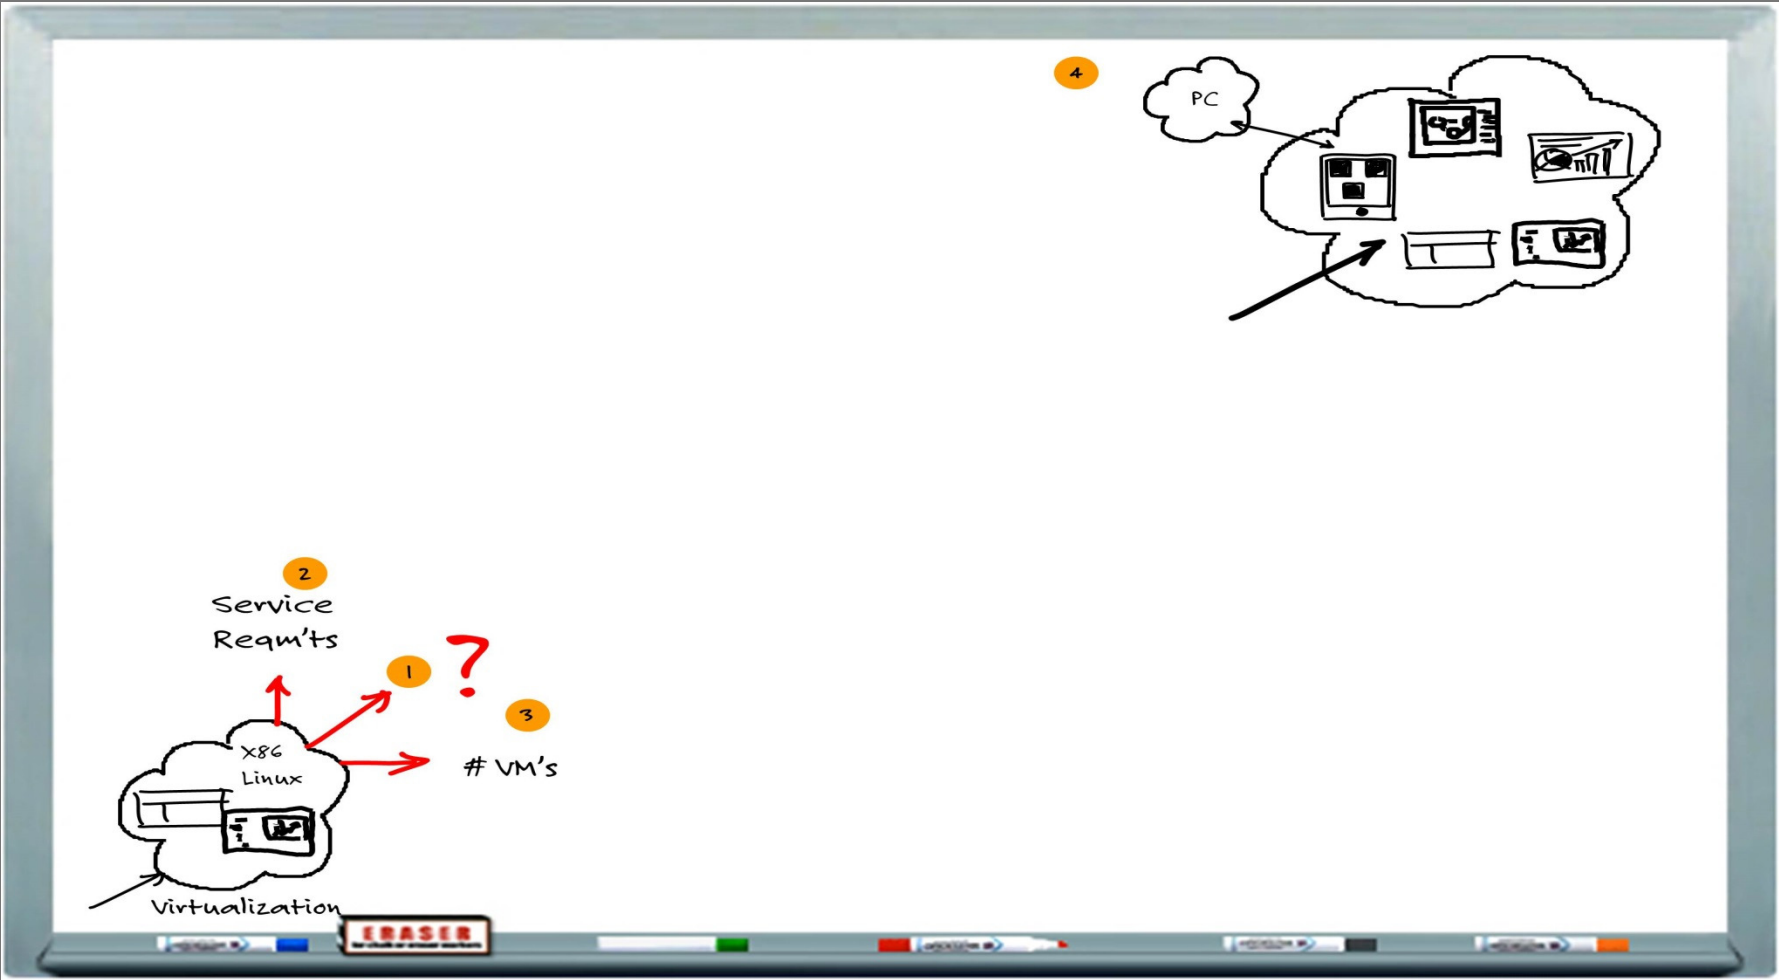 4
PC
2
Service
Reqm'ts
1
?
3
X86
Linux
# VM's
Virtualization
ERASER